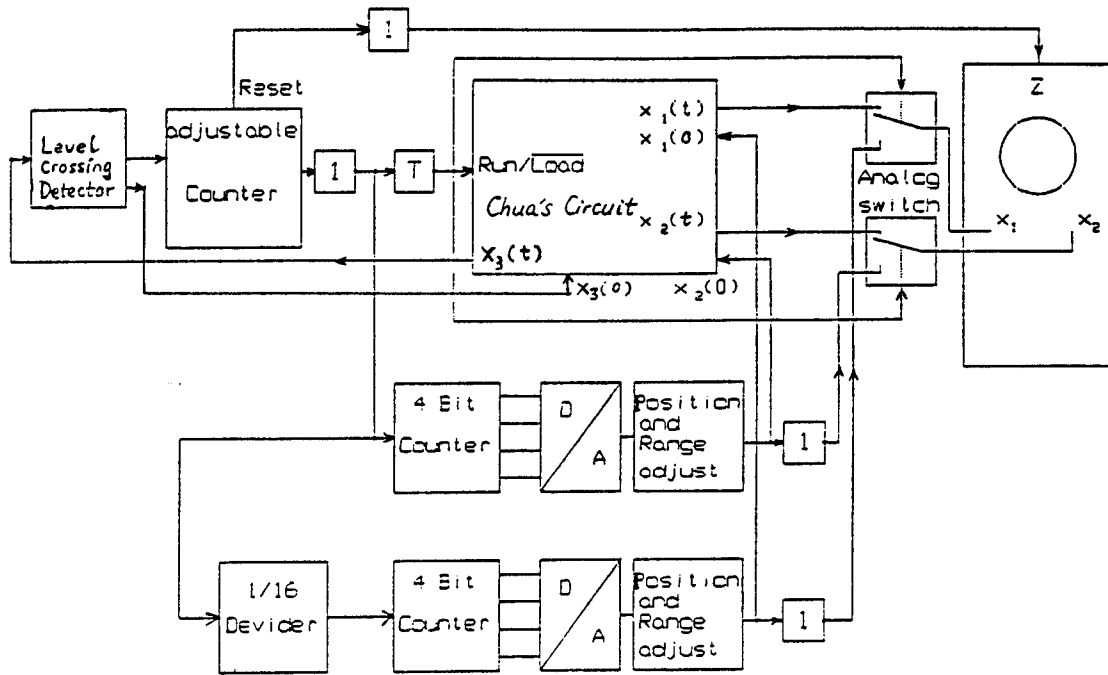 1
Reset
Z
Level
Crossing
Detector
adjustable
Counter
1
T
Run/Load
Chua's Circuit
x₁(t)
x₁(0)
x₂(t)
x₃(t)
x₃(0)
x₂(0)
Analog
switch
x₁
x₂
4 Bit
Counter
D
A
Position
and
Range
adjust
1
1/16
Devider
4 Bit
Counter
D
A
Position
and
Range
adjust
1